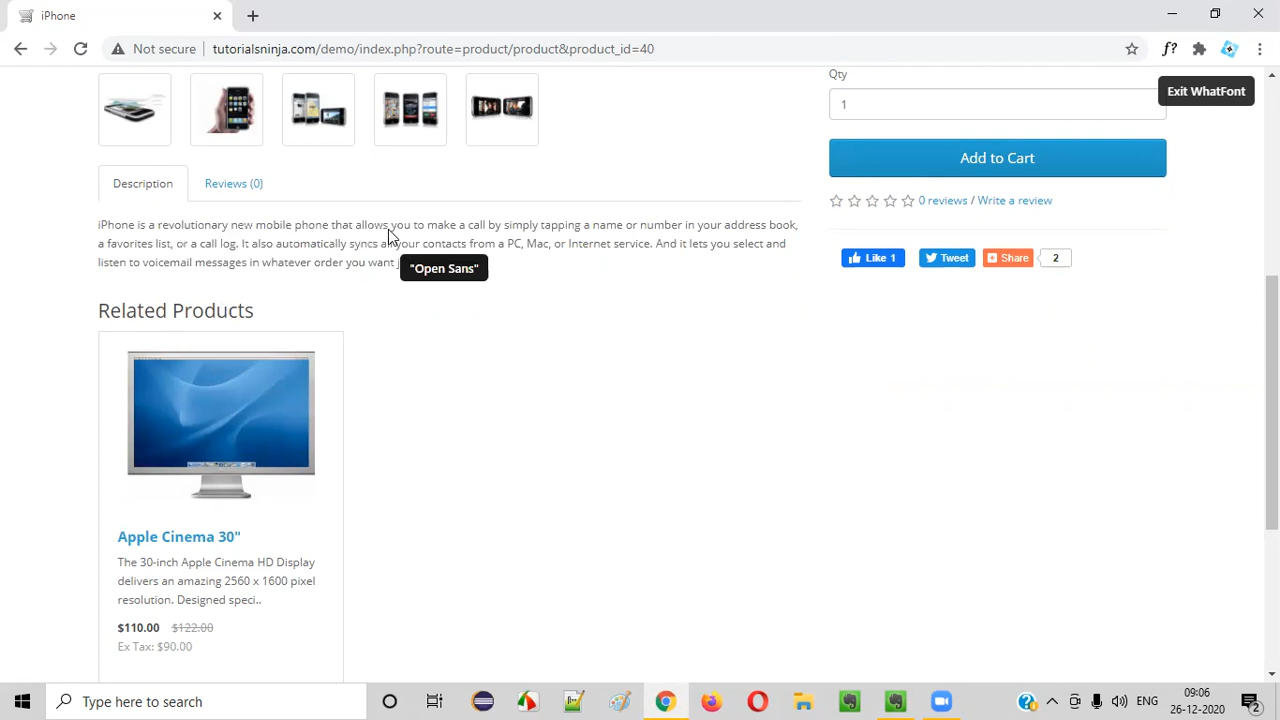 iPhone
Not secure
tutorialsninja.com/demo/index.php?route=product/product&product_id=40
f?
Qty
Exit WhatFont
1
Add to Cart
Description
Reviews (0)
0 reviews / Write a review
iPhone is a revolutionary new mobile phone that allows you to make a call by simply tapping a name or number in your address book,
a favorites list, or a call log. It also automatically syncs all your contacts from a PC, Mac, or Internet service. And it lets you select and
listen to voicemail messages in whatever order you want
"Open Sans"
Like 1
Tweet
Share
2
Related Products
Apple Cinema 30"
The 30-inch Apple Cinema HD Display
delivers an amazing 2560 x 1600 pixel
resolution. Designed speci..
$110.00 $122.00
Ex Tax: $90.00
Type here to search
ENG
09:06
26-12-2020
2